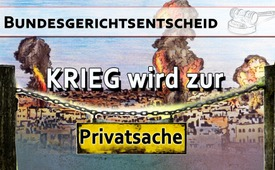 BUNDESGERICHTSENTSCHEID
KRIEG wird zur
Privatsache